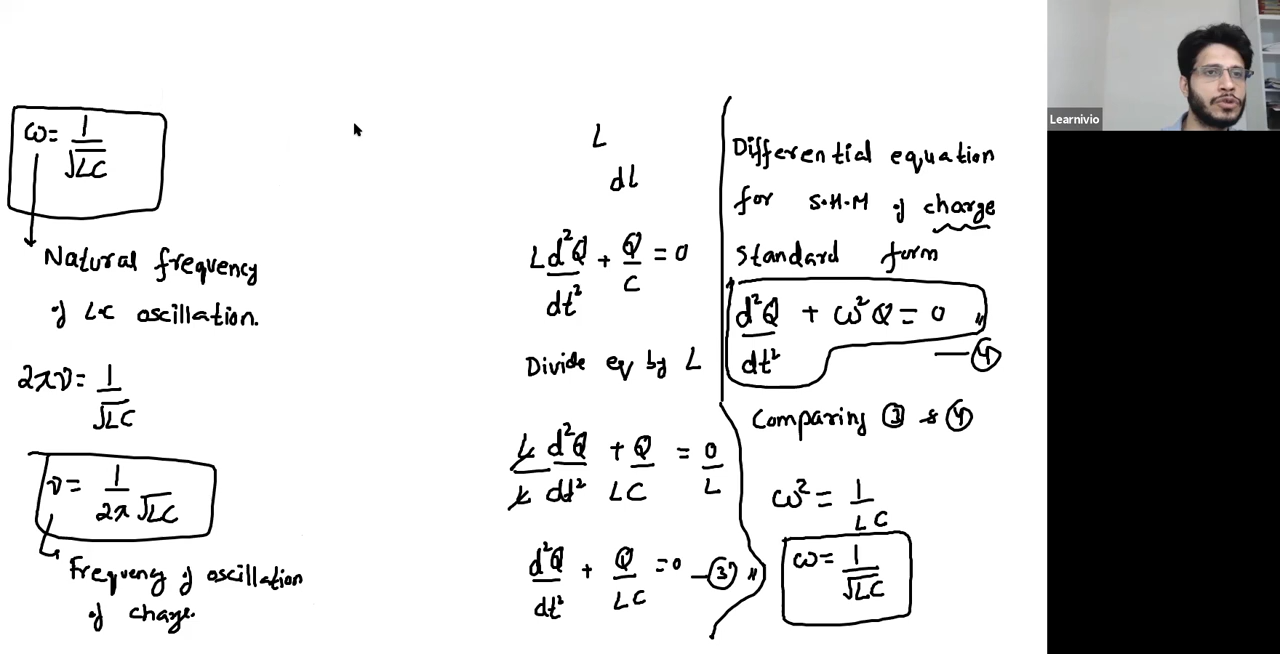 ω = 1/√LC
Natural frequency
of L.C oscillation.
2πν = 1/√LC
ν = 1/2π√LC
Frequency of oscillation
of charge.
L
dl
L d²Q/dt² + Q/C = 0
Divide eq by L
L d²Q/L dt² + Q/LC = 0/L
d²Q/dt² + Q/LC = 0 — ③ "
Differential equation
for S.H.M of charge
Standard form
d²Q/dt² + ω²Q = 0 "
— ④
Comparing ③ & ④
ω² = 1/LC
ω = 1/√LC
Learnivio